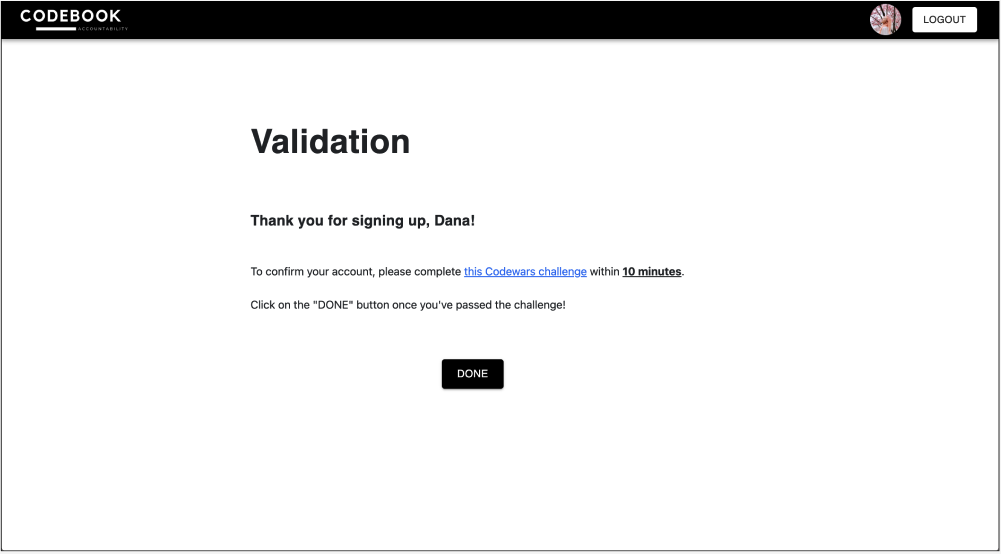 CODEBOOK
ACCOUNTABILITY
LOGOUT
Validation
Thank you for signing up, Dana!
To confirm your account, please complete this Codewars challenge within 10 minutes.
Click on the "DONE" button once you've passed the challenge!
DONE